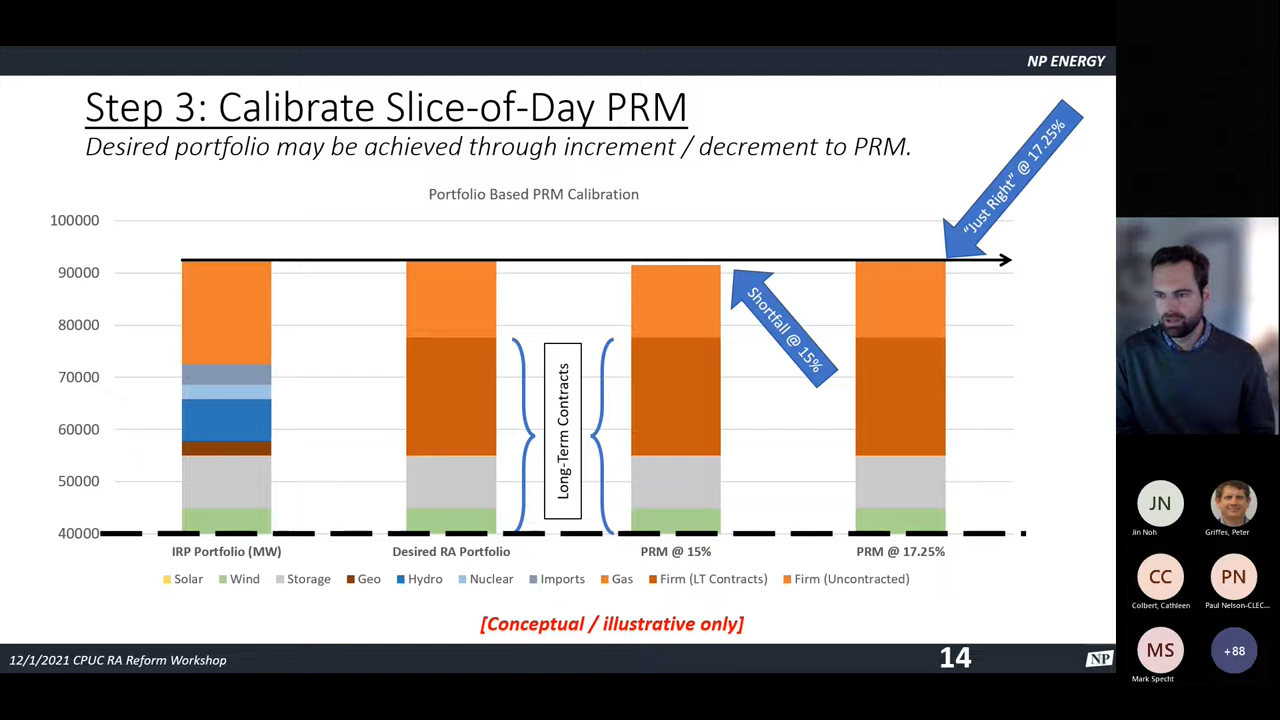 NP ENERGY
Step 3: Calibrate Slice-of-Day PRM
Desired portfolio may be achieved through increment / decrement to PRM.
Portfolio Based PRM Calibration
"Just Right" @ 17.25%
100000
90000
80000
70000
60000
50000
40000
Shortfall @ 15%
Long-Term Contracts
IRP Portfolio (MW)
Desired RA Portfolio
PRM @ 15%
PRM @ 17.25%
Solar
Wind
Storage
Geo
Hydro
Nuclear
Imports
Gas
Firm (LT Contracts)
Firm (Uncontracted)
[Conceptual / illustrative only]
12/1/2021 CPUC RA Reform Workshop
14
NP
JN
Jin Noh
Griffes, Peter
CC
Colbert, Cathleen
PN
Paul Nelson-CLEC...
MS
Mark Specht
+88